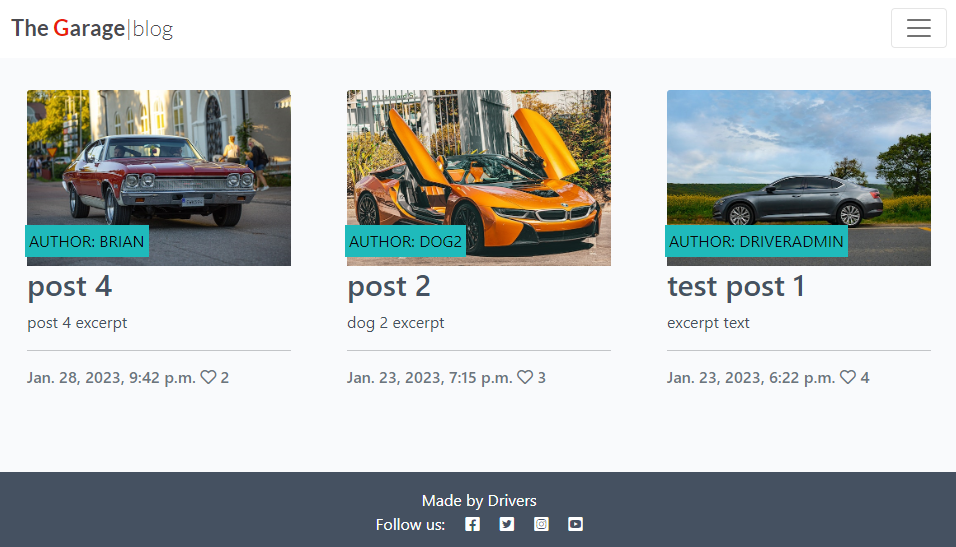 The Garage|blog
AUTHOR: BRIAN
post 4
post 4 excerpt
Jan. 28, 2023, 9:42 p.m. 2
AUTHOR: DOG2
post 2
dog 2 excerpt
Jan. 23, 2023, 7:15 p.m. 3
AUTHOR: DRIVERADMIN
test post 1
excerpt text
Jan. 23, 2023, 6:22 p.m. 4
Made by Drivers
Follow us: